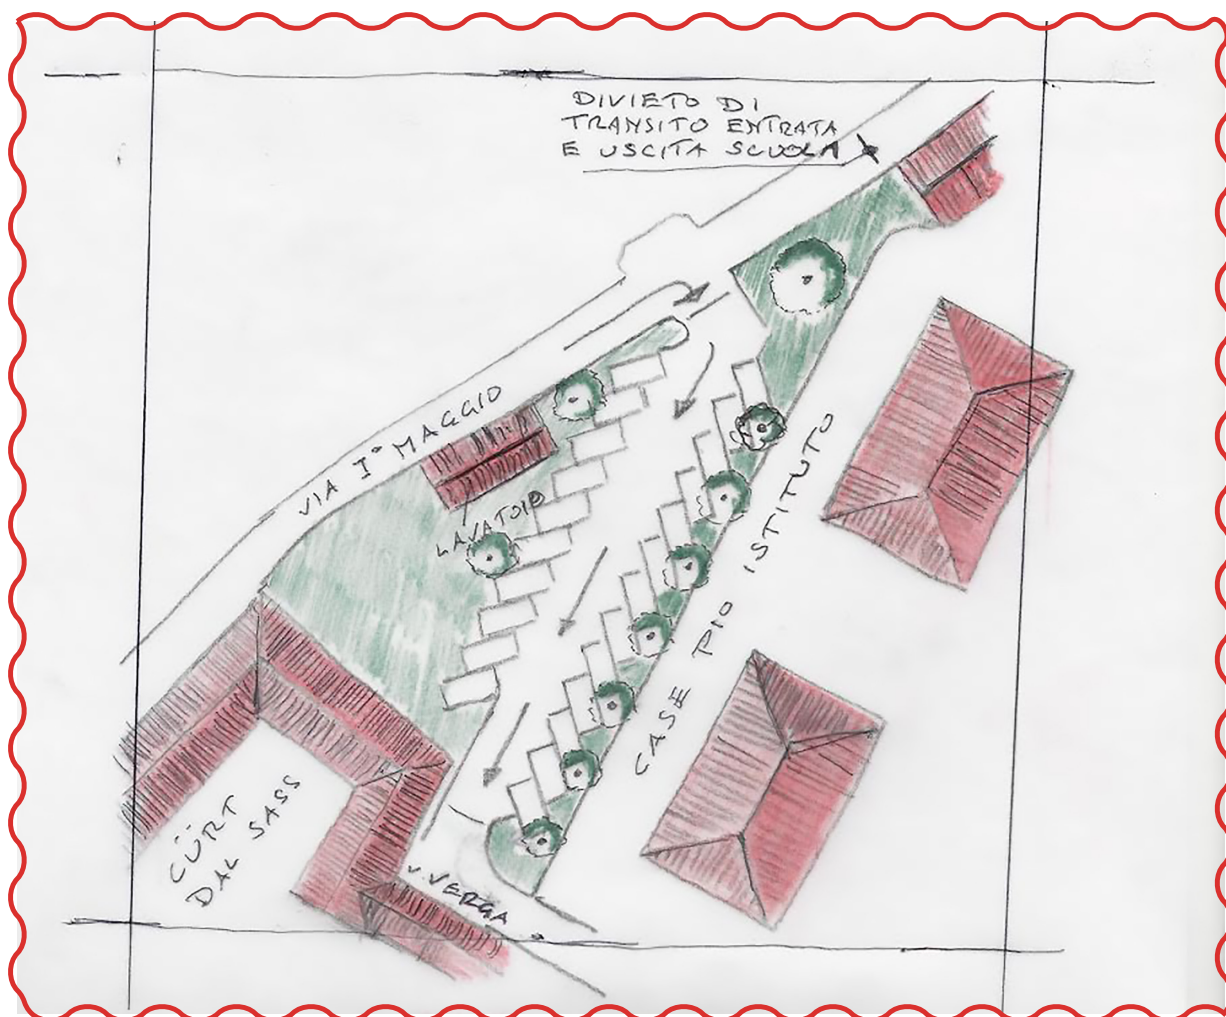 DIVIETO DI
TRANSITO ENTRATA
E USCITA SCUOLA
VIA I° MAGGIO
LAVATOIO
CASE PIO ISTITUTO
CÜRT
DAL SASS
V. VERGA